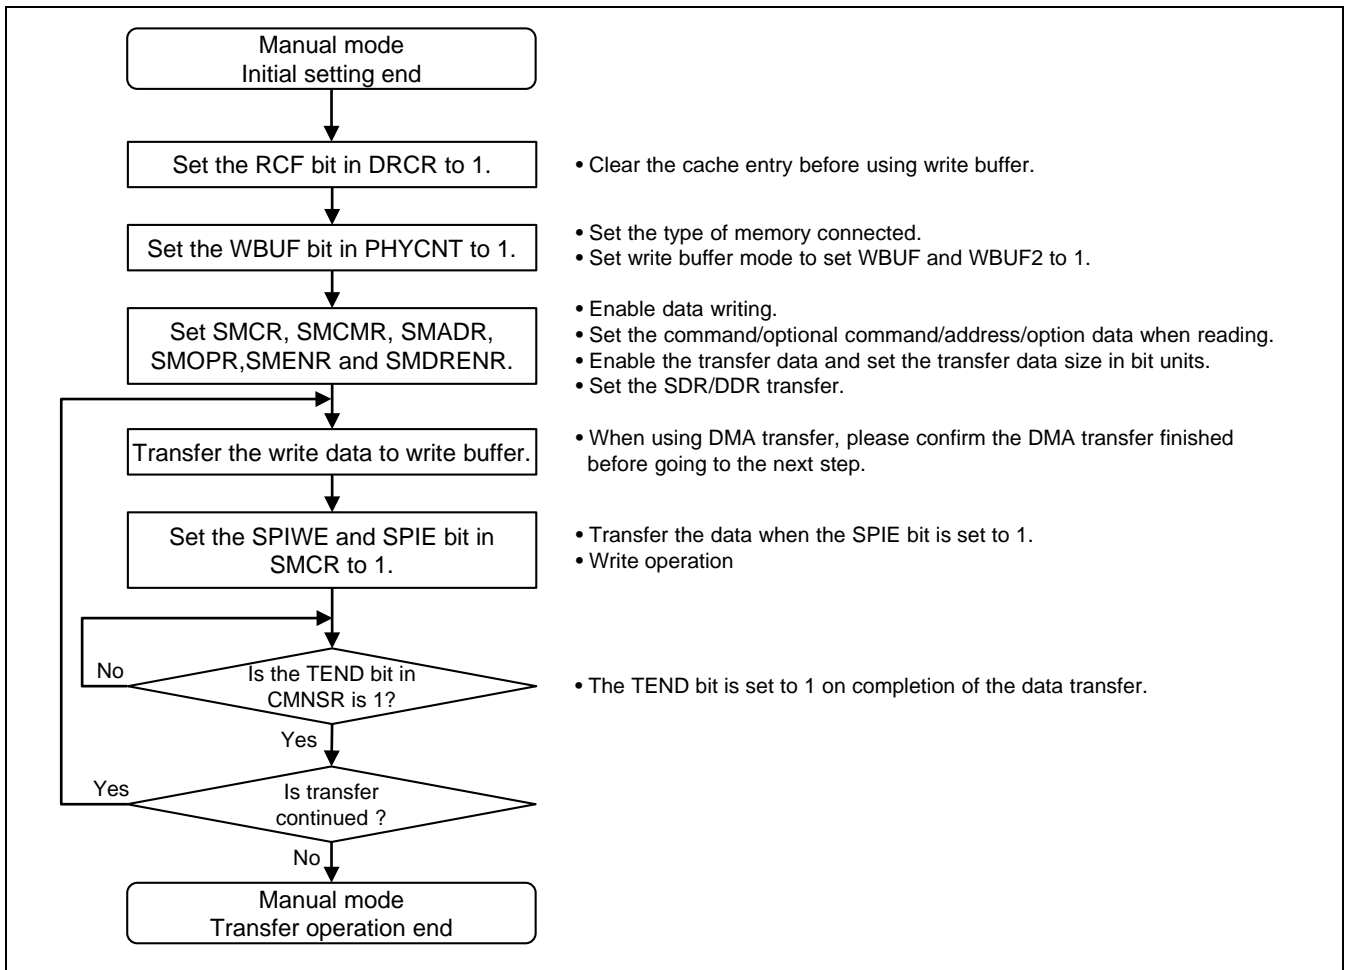 Manual mode
Initial setting end
Set the RCF bit in DRCR to 1.
• Clear the cache entry before using write buffer.
Set the WBUF bit in PHYCNT to 1.
• Set the type of memory connected.
• Set write buffer mode to set WBUF and WBUF2 to 1.
Set SMCR, SMCMR, SMADR,
SMOPR,SMENR and SMDRENR.
• Enable data writing.
• Set the command/optional command/address/option data when reading.
• Enable the transfer data and set the transfer data size in bit units.
• Set the SDR/DDR transfer.
Transfer the write data to write buffer.
• When using DMA transfer, please confirm the DMA transfer finished
before going to the next step.
Set the SPIWE and SPIE bit in
SMCR to 1.
• Transfer the data when the SPIE bit is set to 1.
• Write operation
No
Is the TEND bit in
CMNSR is 1?
• The TEND bit is set to 1 on completion of the data transfer.
Yes
Yes
Is transfer
continued ?
No
Manual mode
Transfer operation end